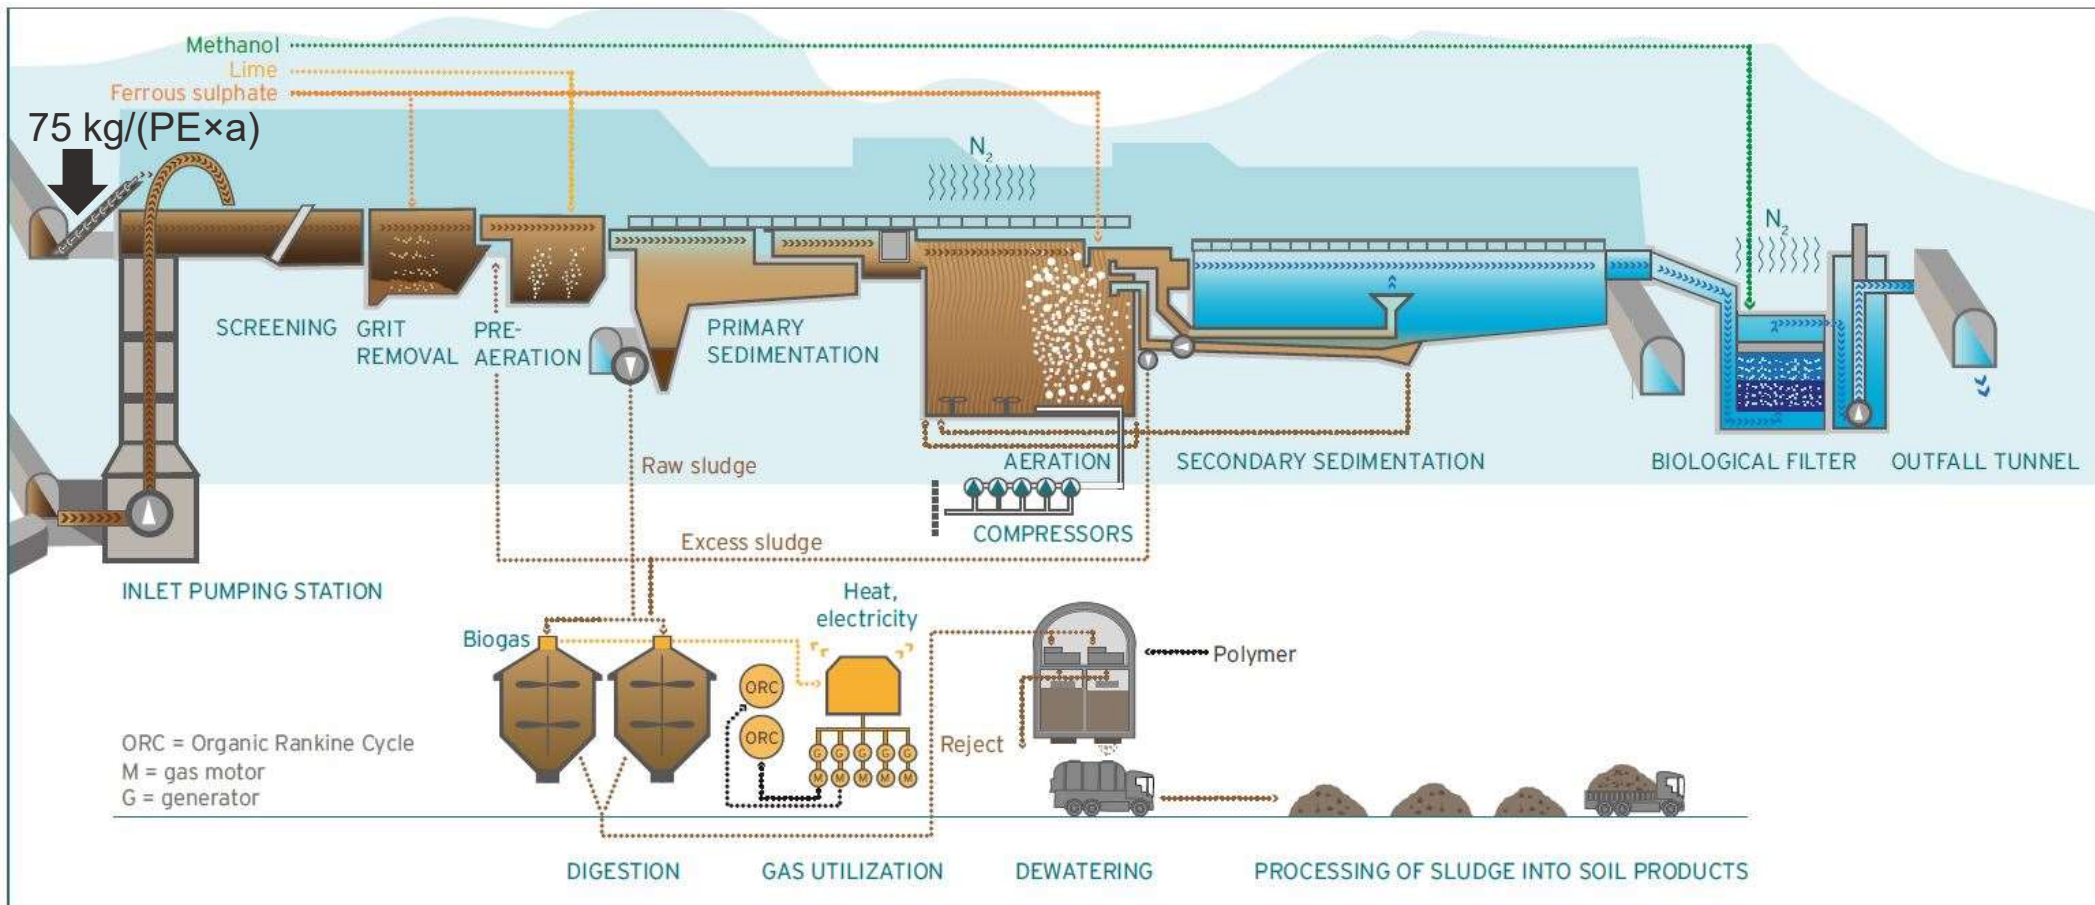 Methanol
Lime
Ferrous sulphate
75 kg/(PE×a)
N₂
N₂
SCREENING
GRIT
REMOVAL
PRE-
AERATION
PRIMARY
SEDIMENTATION
AERATION
SECONDARY SEDIMENTATION
BIOLOGICAL FILTER
OUTFALL TUNNEL
Raw sludge
COMPRESSORS
Excess sludge
INLET PUMPING STATION
Heat,
electricity
Biogas
Polymer
ORC
ORC
G G G G G
M M M M M
Reject
ORC = Organic Rankine Cycle
M = gas motor
G = generator
DIGESTION
GAS UTILIZATION
DEWATERING
PROCESSING OF SLUDGE INTO SOIL PRODUCTS